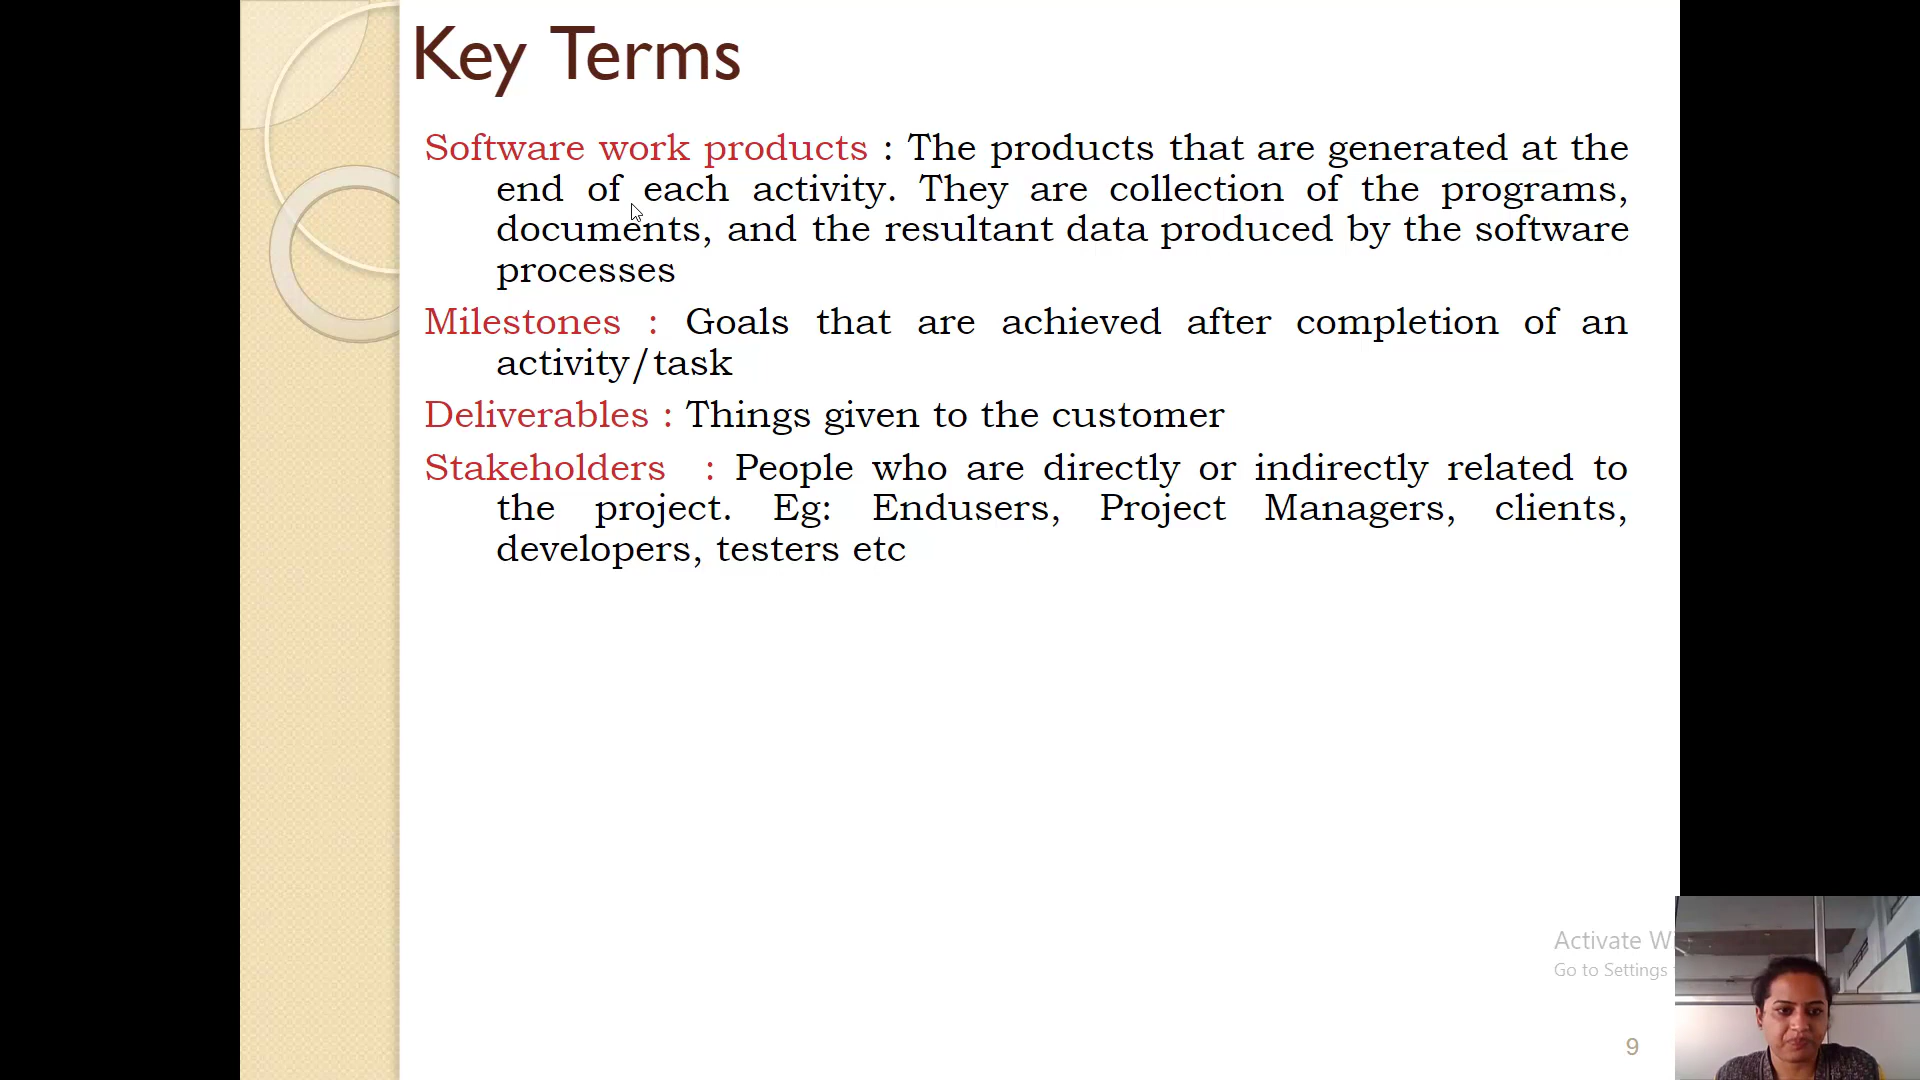 Key Terms
Software work products : The products that are generated at the
end of each activity. They are collection of the programs,
documents, and the resultant data produced by the software
processes
Milestones : Goals that are achieved after completion of an
activity/task
Deliverables : Things given to the customer
Stakeholders : People who are directly or indirectly related to
the project. Eg: Endusers, Project Managers, clients,
developers, testers etc
Activate
Go to Settings
9